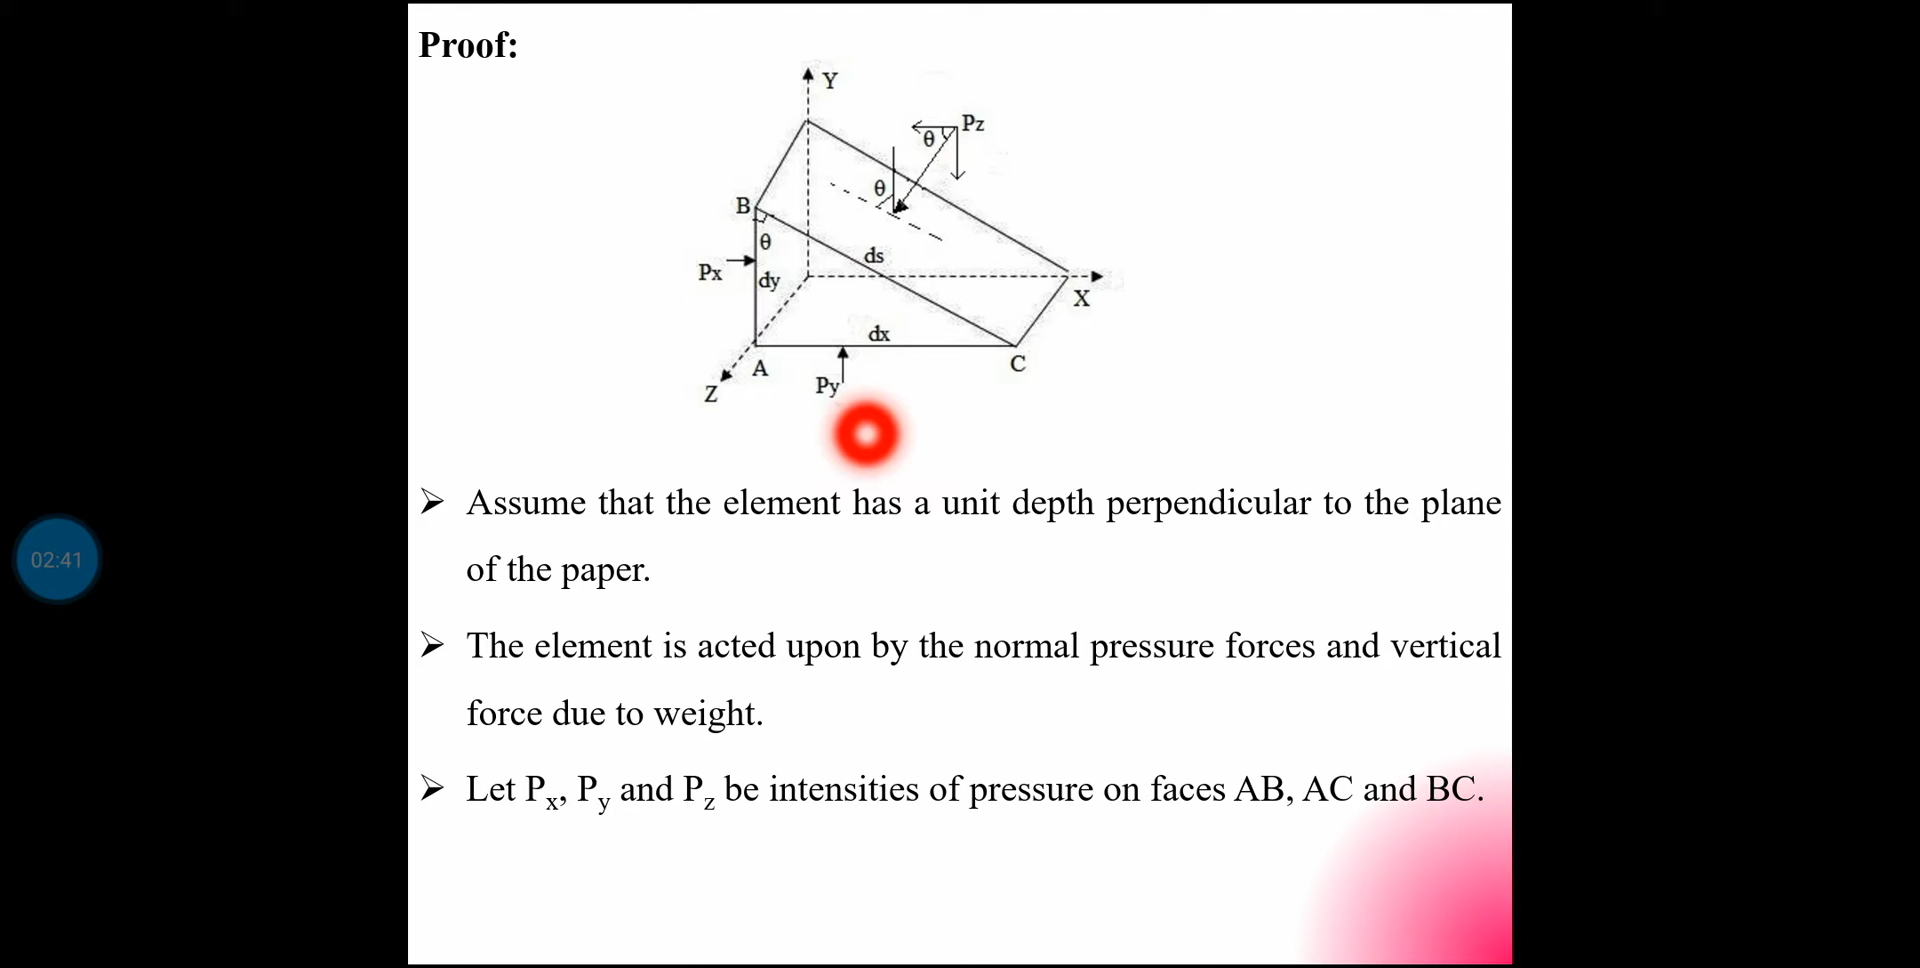 Proof:
Y
Pz
θ
θ
B
θ
ds
Px
dy
X
dx
A
C
Z
Py
02:41
➢ Assume that the element has a unit depth perpendicular to the plane
of the paper.
➢ The element is acted upon by the normal pressure forces and vertical
force due to weight.
➢ Let Px, Py and Pz be intensities of pressure on faces AB, AC and BC.